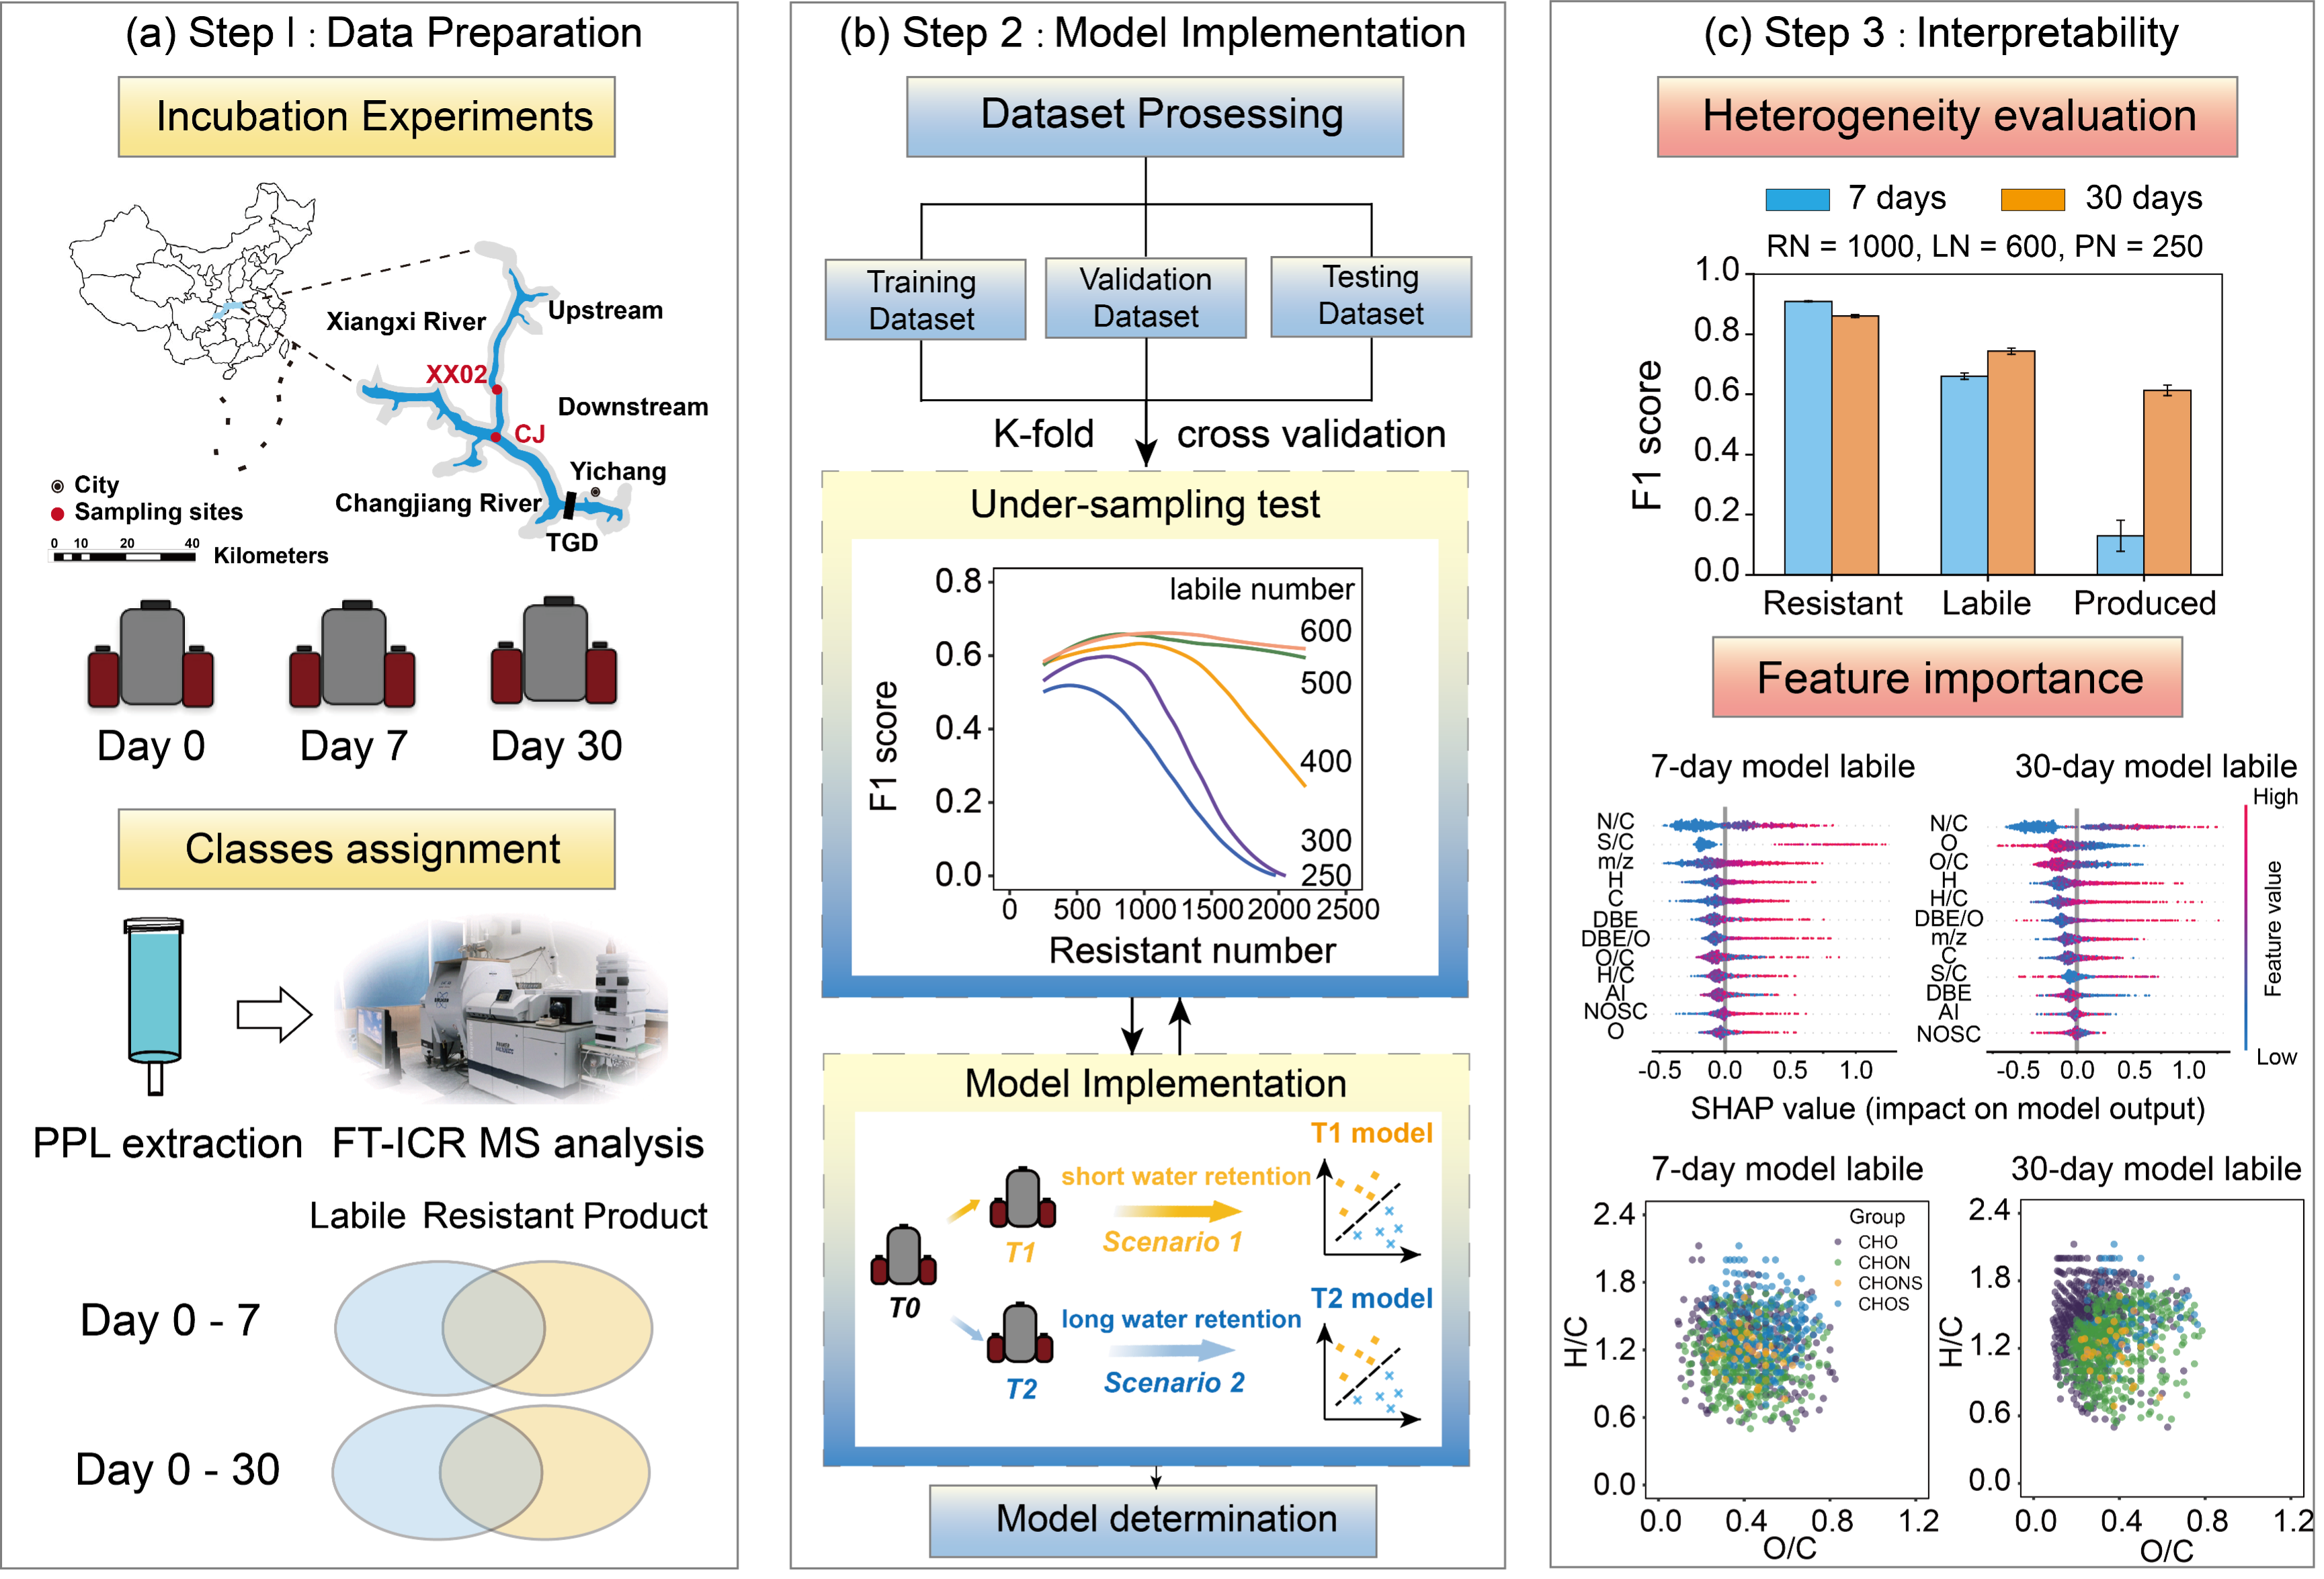 (a) Step I : Data Preparation
Incubation Experiments
Xiangxi River
Upstream
XX02
Downstream
CJ
Yichang
Changjiang River
TGD
City
Sampling sites
0 10 20 40
Kilometers
Day 0
Day 7
Day 30
Classes assignment
PPL extraction
FT-ICR MS analysis
Labile Resistant Product
Day 0 - 7
Day 0 - 30
(b) Step 2 : Model Implementation
Dataset Prosessing
Training
Dataset
Validation
Dataset
Testing
Dataset
K-fold cross validation
Under-sampling test
labile number
600
500
400
300
250
0.8
0.6
0.4
0.2
0.0
F1 score
0 500 1000 1500 2000 2500
Resistant number
Model Implementation
T0
T1
short water retention
Scenario 1
T1 model
T2
long water retention
Scenario 2
T2 model
Model determination
(c) Step 3 : Interpretability
Heterogeneity evaluation
7 days
30 days
RN = 1000, LN = 600, PN = 250
1.0
0.8
0.6
0.4
0.2
0.0
F1 score
Resistant Labile Produced
Feature importance
7-day model labile
N/C
S/C
m/z
H
C
DBE
DBE/O
O/C
H/C
AI
NOSC
O
-0.5 0.0 0.5 1.0
30-day model labile
N/C
O
O/C
H
H/C
DBE/O
m/z
C
S/C
DBE
AI
NOSC
-0.5 0.0 0.5 1.0
High
Feature value
Low
SHAP value (impact on model output)
7-day model labile
2.4
1.8
1.2
0.6
0.0
H/C
Group
CHO
CHON
CHONS
CHOS
0.0 0.4 0.8 1.2
O/C
30-day model labile
2.4
1.8
1.2
0.6
0.0
H/C
0.0 0.4 0.8 1.2
O/C